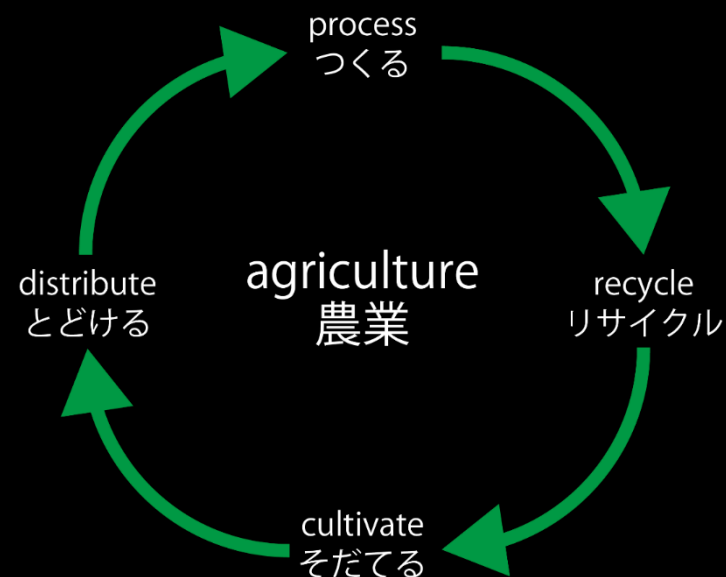 process
つくる
agriculture
農業
distribute
とどける
recycle
リサイクル
cultivate
そだてる